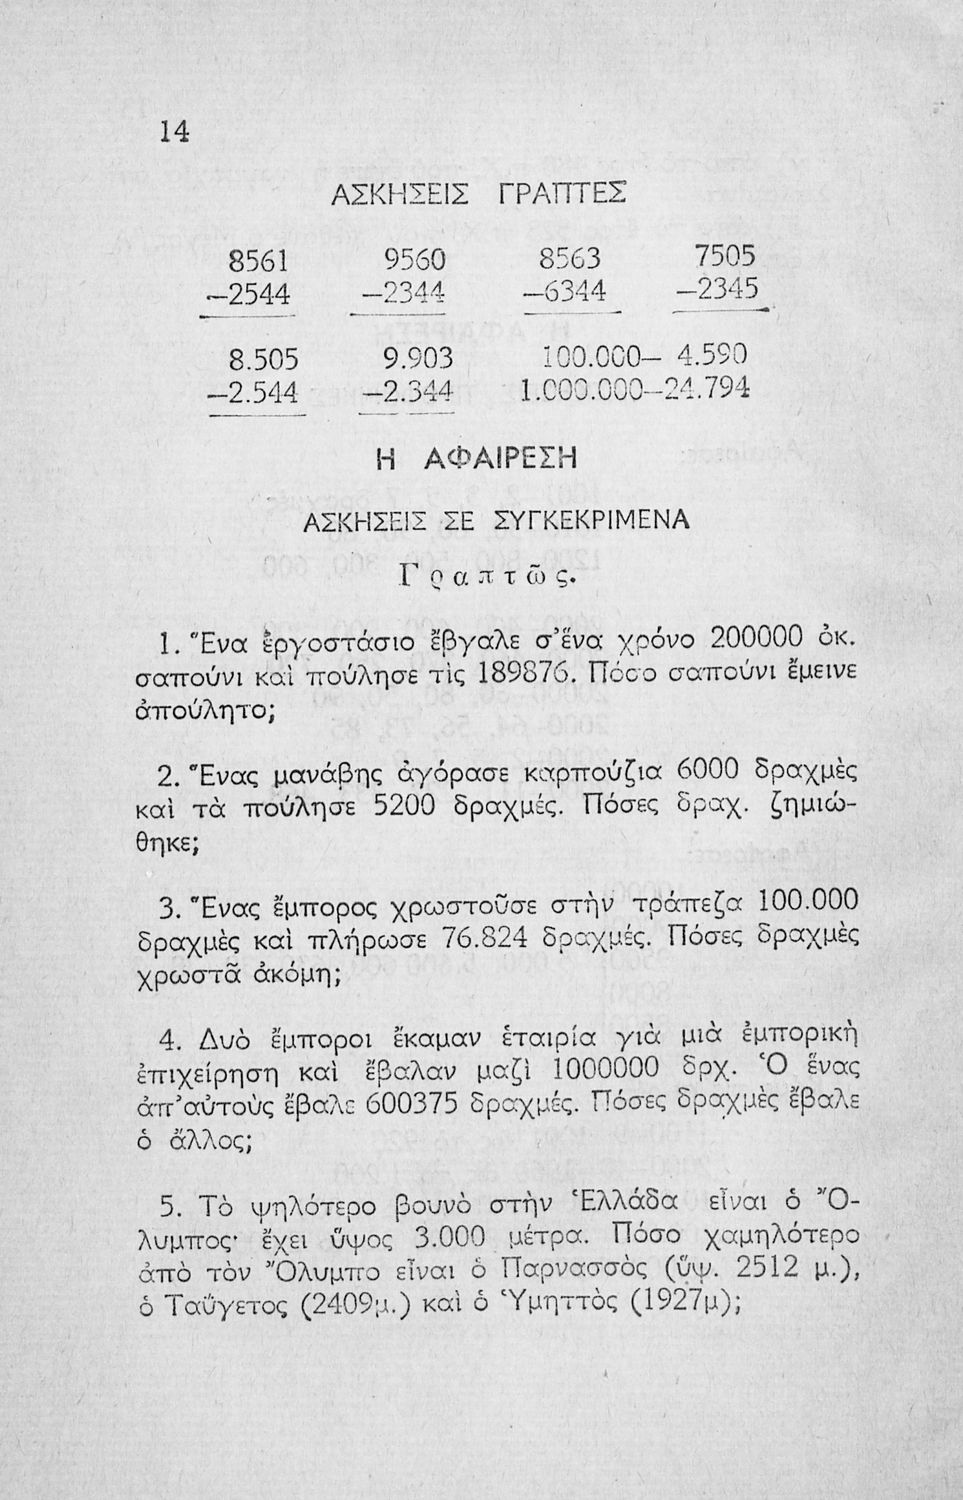 14
ΑΣΚΗΣΕΙΣ ΓΡΑΠΤΕΣ
8561 9560 8563 7505
—2544 —2344 —6344 —2345
8.505 9.903 100.000— 4.590
—2.544 —2.344 1.000.000—24.794
Η ΑΦΑΙΡΕΣΗ
ΑΣΚΗΣΕΙΣ ΣΕ ΣΥΓΚΕΚΡΙΜΕΝΑ
Γραπτῶς.
1. Ἕνα ἐργοστάσιο ἔβγαλε σ’ἕνα χρόνο 200000 ὀκ.
σαπούνι καὶ πούλησε τὶς 189876. Πόσο σαπούνι ἔμεινε
ἀπούλητο;
2. Ἕνας μανάβης ἀγόρασε καρπούζια 6000 δραχμὲς
καὶ τὰ πούλησε 5200 δραχμές. Πόσες δραχ. ζημιώ-
θηκε;
3. Ἕνας ἔμπορος χρωστοῦσε στὴν τράπεζα 100.000
δραχμὲς καὶ πλήρωσε 76.824 δραχμές. Πόσες δραχμὲς
χρωστᾶ ἀκόμη;
4. Δυὸ ἔμποροι ἔκαμαν ἑταιρία γιὰ μιὰ ἐμπορικὴ
ἐπιχείρηση καὶ ἔβαλαν μαζὶ 1000000 δρχ. Ὁ ἕνας
ἀπ’αὐτοὺς ἔβαλε 600375 δραχμές. Πόσες δραχμὲς ἔβαλε
ὁ ἄλλος;
5. Τὸ ψηλότερο βουνὸ στὴν Ἑλλάδα εἶναι ὁ Ὄ-
λυμπος· ἔχει ὕψος 3.000 μέτρα. Πόσο χαμηλότερο
ἀπὸ τὸν Ὄλυμπο εἶναι ὁ Παρνασσὸς (ὕψ. 2512 μ.),
ὁ Ταΰγετος (2409μ.) καὶ ὁ Ὑμηττὸς (1927μ);